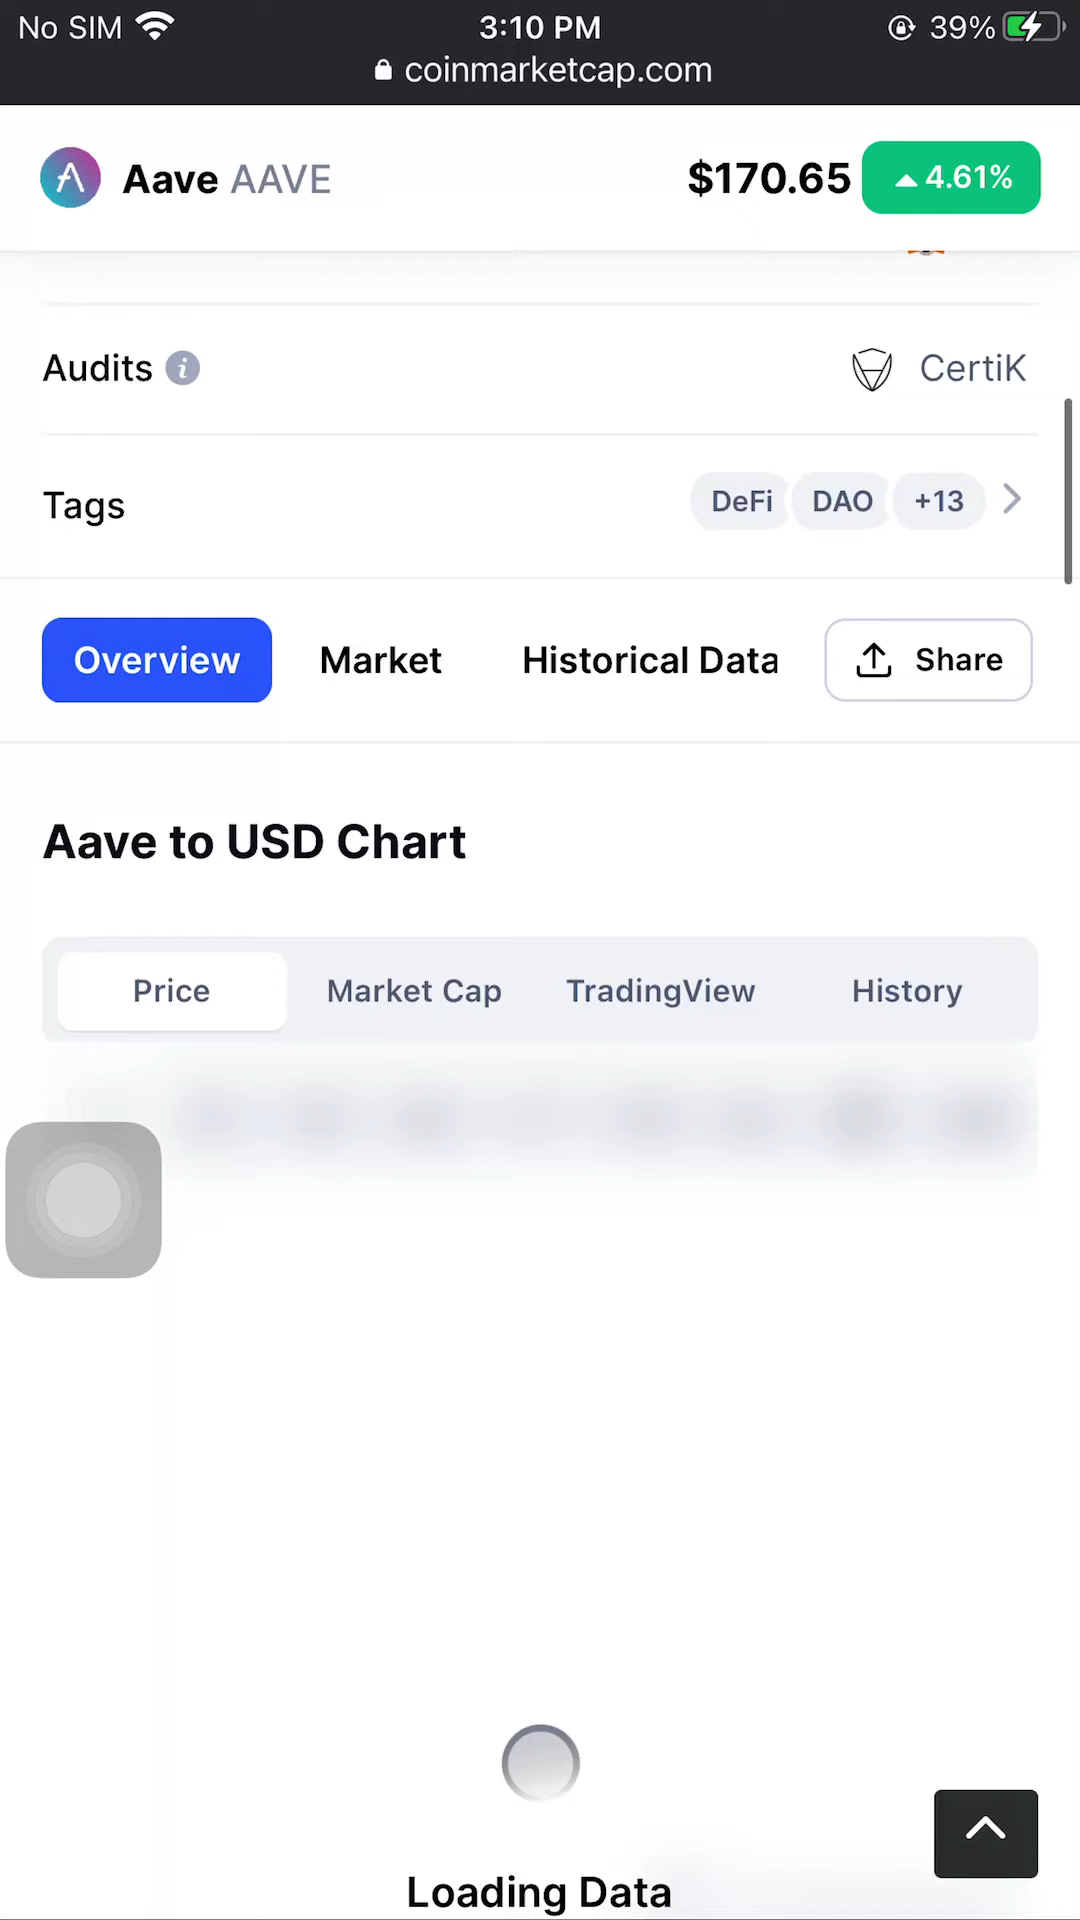 No SIM 3:10 PM 39%
coinmarketcap.com
Aave AAVE $170.65 4.61%
Audits CertiK
Tags DeFi DAO +13
Overview Market Historical Data Share
Aave to USD Chart
Price Market Cap TradingView History
Loading Data